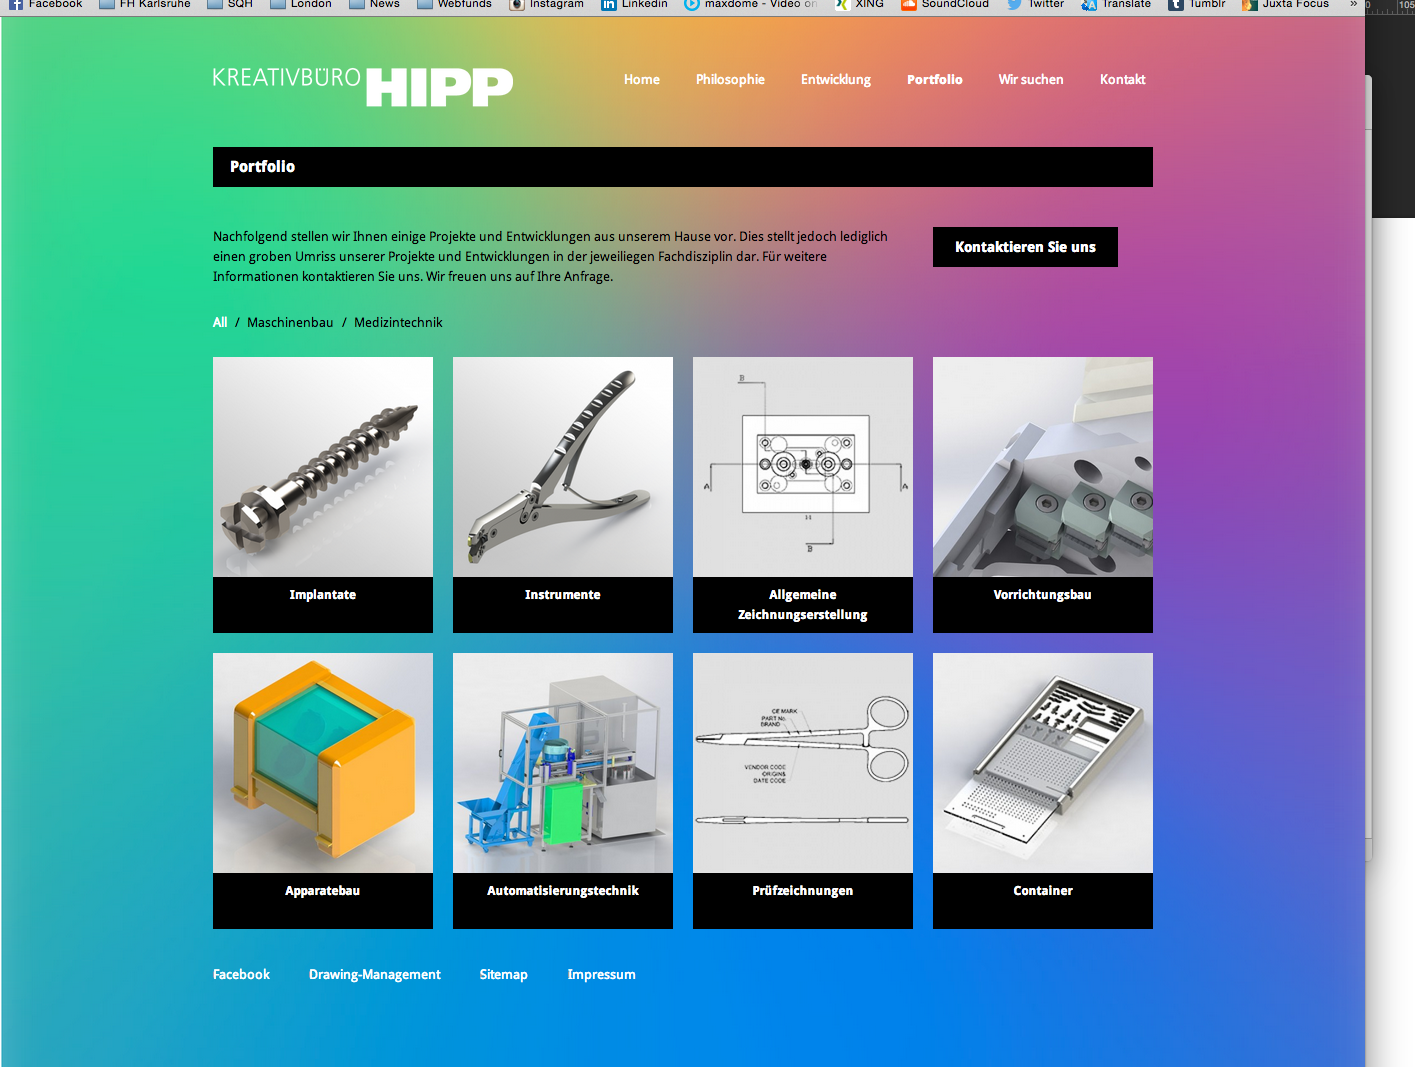 Facebook FH Karlsruhe SQH London News Webfunds Instagram Linkedin maxdome - Video on XING SoundCloud Twitter Translate Tumblr Juxta Focus »
105
KREATIVBÜRO HIPP
Home Philosophie Entwicklung Portfolio Wir suchen Kontakt
Portfolio
Nachfolgend stellen wir Ihnen einige Projekte und Entwicklungen aus unserem Hause vor. Dies stellt jedoch lediglich
einen groben Umriss unserer Projekte und Entwicklungen in der jeweiliegen Fachdisziplin dar. Für weitere
Informationen kontaktieren Sie uns. Wir freuen uns auf Ihre Anfrage.
Kontaktieren Sie uns
All / Maschinenbau / Medizintechnik
B
A A
H
B
Implantate
Instrumente
Allgemeine
Zeichnungserstellung
Vorrichtungsbau
CE MARK
PART No.
BRAND
VENDOR CODE
ORIGIN&
DATE CODE
Apparatebau
Automatisierungstechnik
Prüfzeichnungen
Container
Facebook Drawing-Management Sitemap Impressum